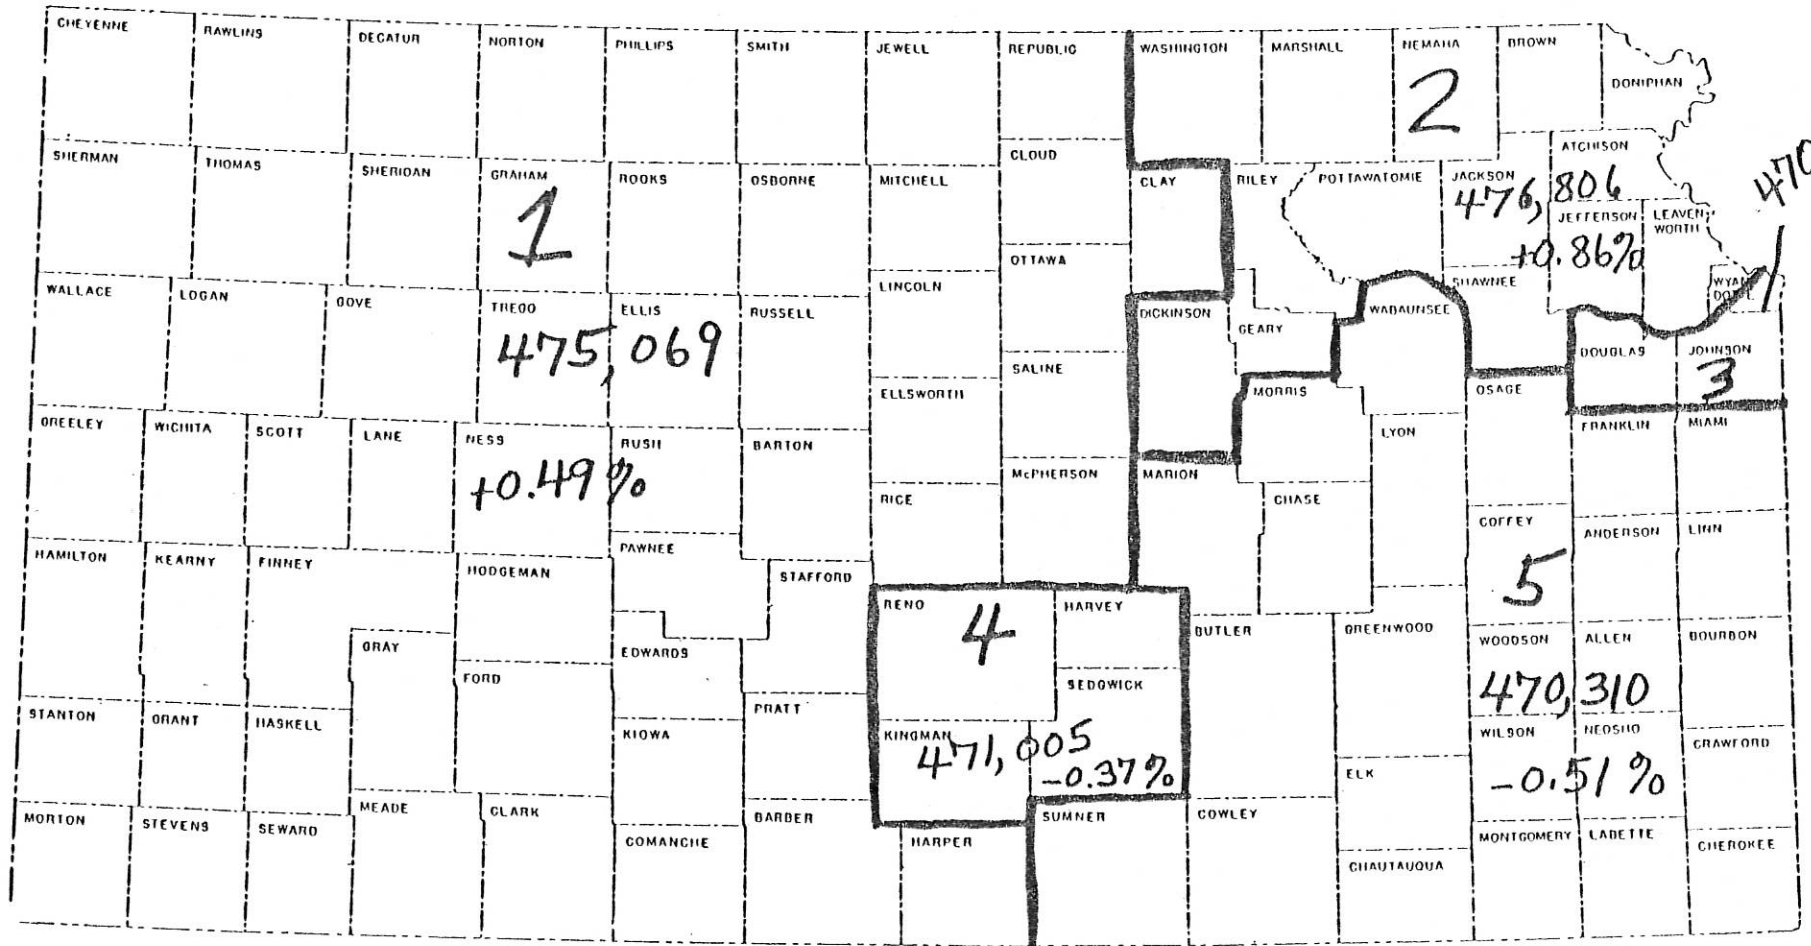 CHEYENNE RAWLINS DECATUR NORTON PHILLIPS SMITH JEWELL REPUBLIC WASHINGTON MARSHALL NEMAHA BROWN
DONIPHAN
2
SHERMAN THOMAS SHERIDAN GRAHAM ROOKS OSBORNE MITCHELL CLOUD CLAY RILEY POTTAWATOMIE JACKSON ATCHISON
1
476,806
470
JEFFERSON LEAVEN
WORTH
+0.86%
OTTAWA
WALLACE LOGAN GOVE TREGO ELLIS RUSSELL LINCOLN DICKINSON GEARY WABAUNSEE SHAWNEE WYAN
475,069
SALINE
DOUGLAS JOHNSON
3
ELLSWORTH MORRIS OSAGE
GREELEY WICHITA SCOTT LANE NESS RUSH BARTON LYON FRANKLIN MIAMI
+0.49%
McPHERSON MARION
RICE CHASE
COFFEY ANDERSON LINN
HAMILTON KEARNY FINNEY HODGEMAN PAWNEE STAFFORD
5
RENO HARVEY
4
BUTLER GREENWOOD WOODSON ALLEN BOURBON
GRAY EDWARDS
FORD SEDGWICK
470,310
STANTON GRANT HASKELL KIOWA PRATT KINGMAN WILSON NEOSHO CRAWFORD
471,005
-0.37%
ELK
-0.51%
MORTON STEVENS SEWARD MEADE CLARK COMANCHE BARBER HARPER SUMNER COWLEY MONTGOMERY LABETTE CHEROKEE
CHAUTAUQUA